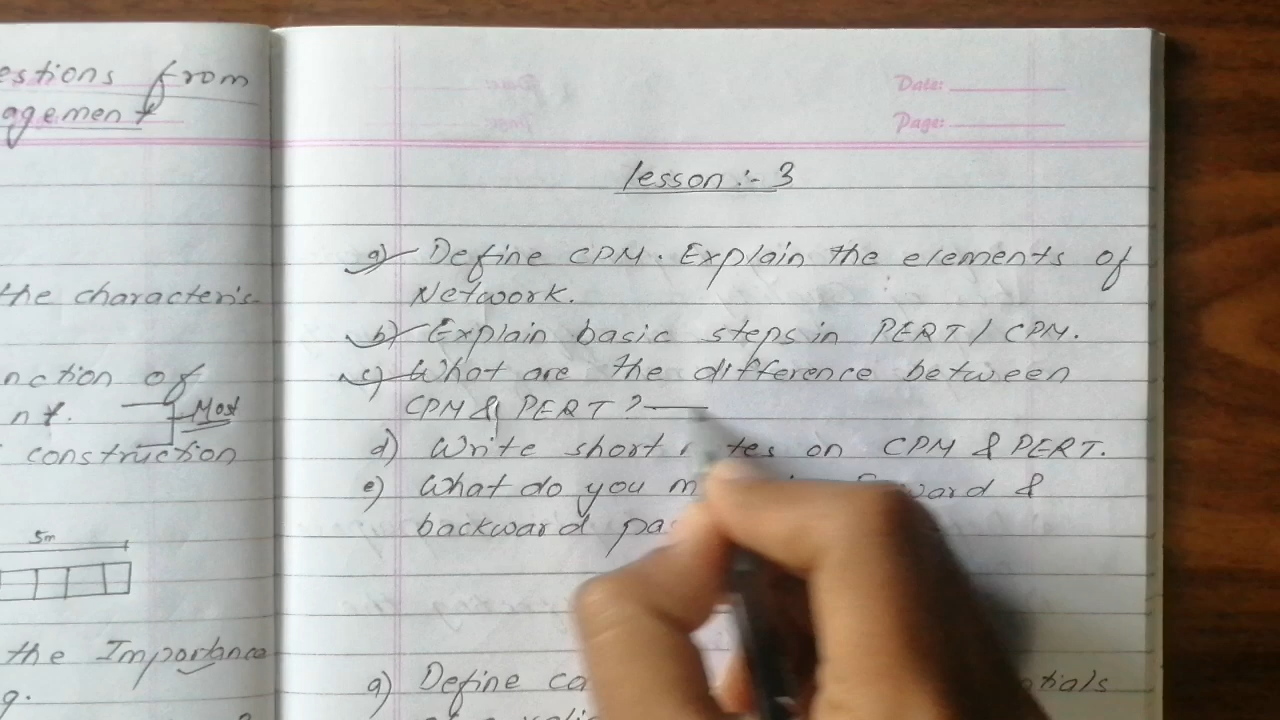 estions from
agement
the characteris-
nction of
nt.
Most
construction
5m
the Importance
g.
Date:
Page:
lesson :- 3
a) Define CPM. Explain the elements of
Network.
b) Explain basic steps in PERT / CPM.
c) What are the difference between
CPM & PERT ?
d) Write short tes on CPM & PERT.
e) What do you m ward &
backward pa
a) Define ca tials